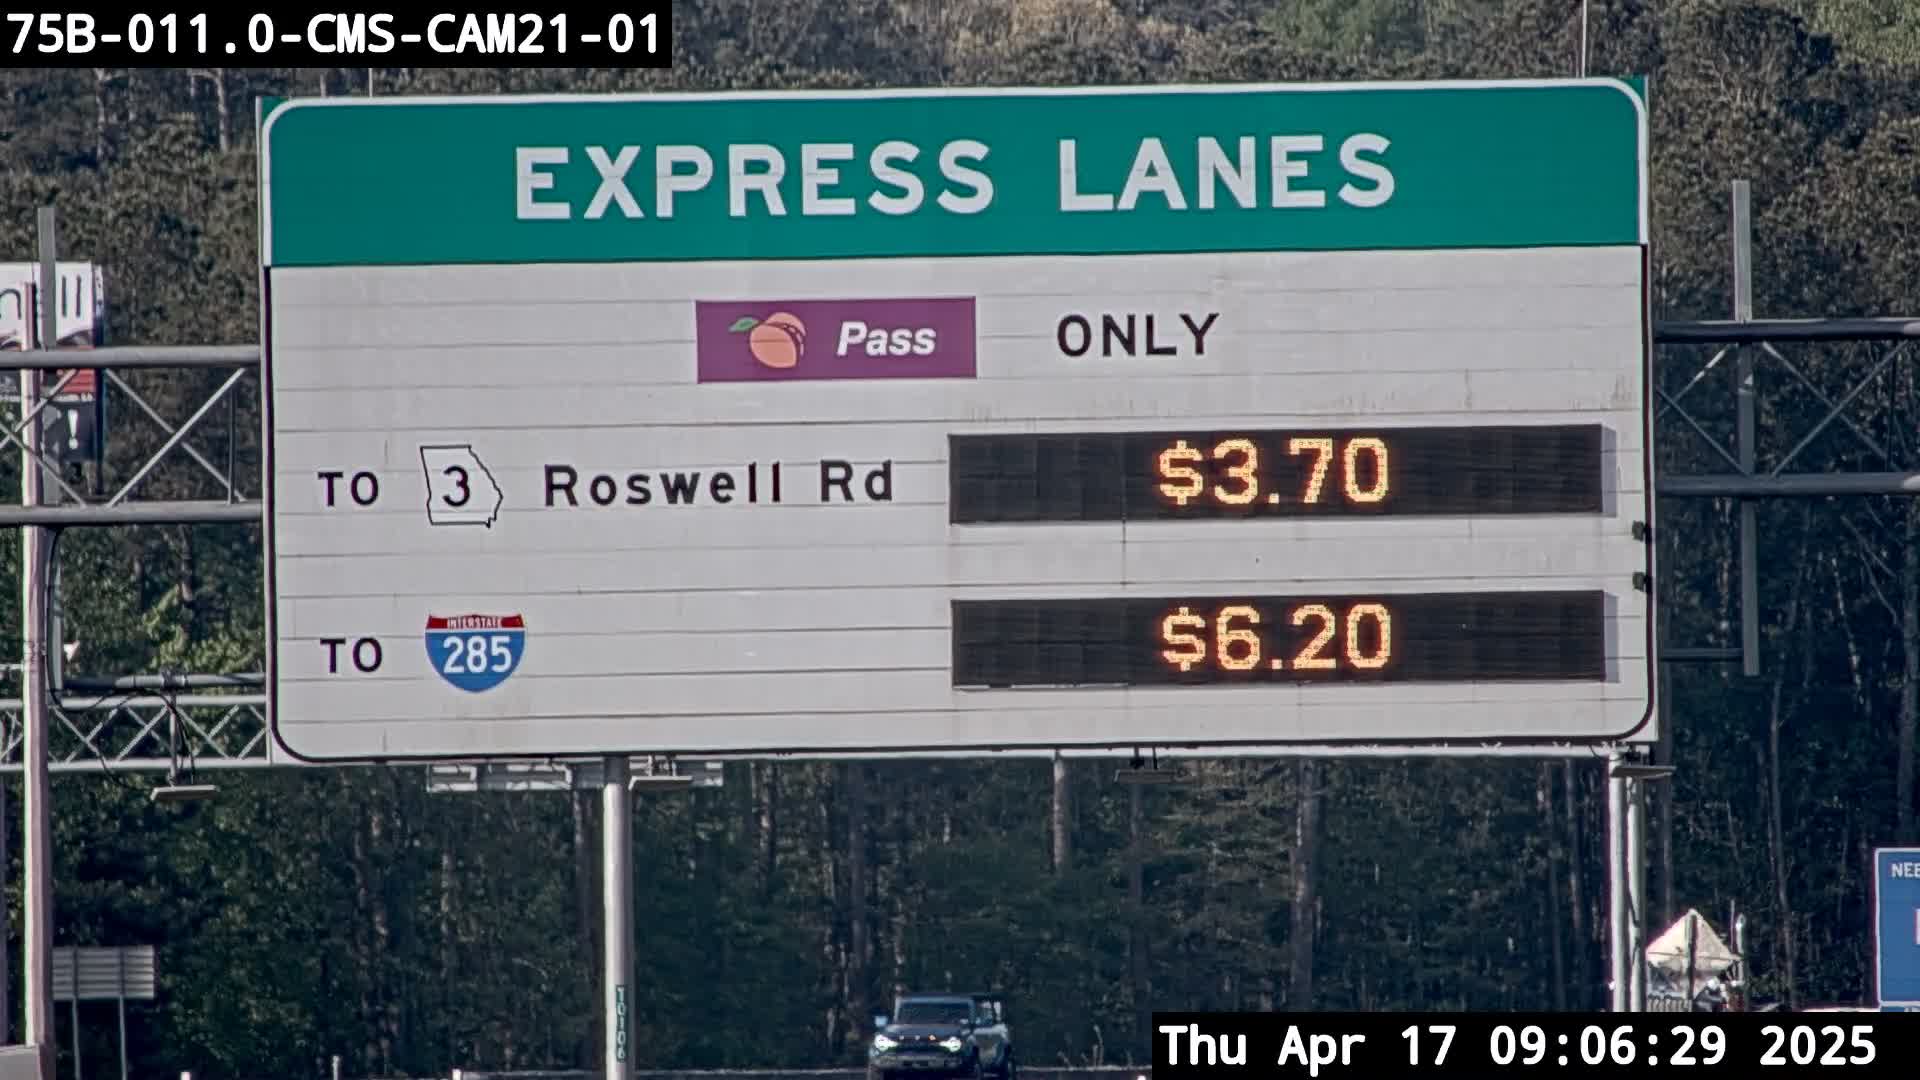 75B-011.0-CMS-CAM21-01
EXPRESS LANES
Pass ONLY
TO 3 Roswell Rd $3.70
TO INTERSTATE 285 $6.20
!
10106
Thu Apr 17 09:06:29 2025